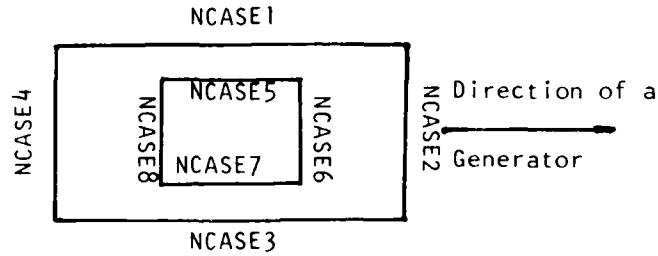 NCASE1
NCASE4
NCASE8
NCASE5
NCASE7
NCASE6
NCASE2
Direction of a
Generator
NCASE3